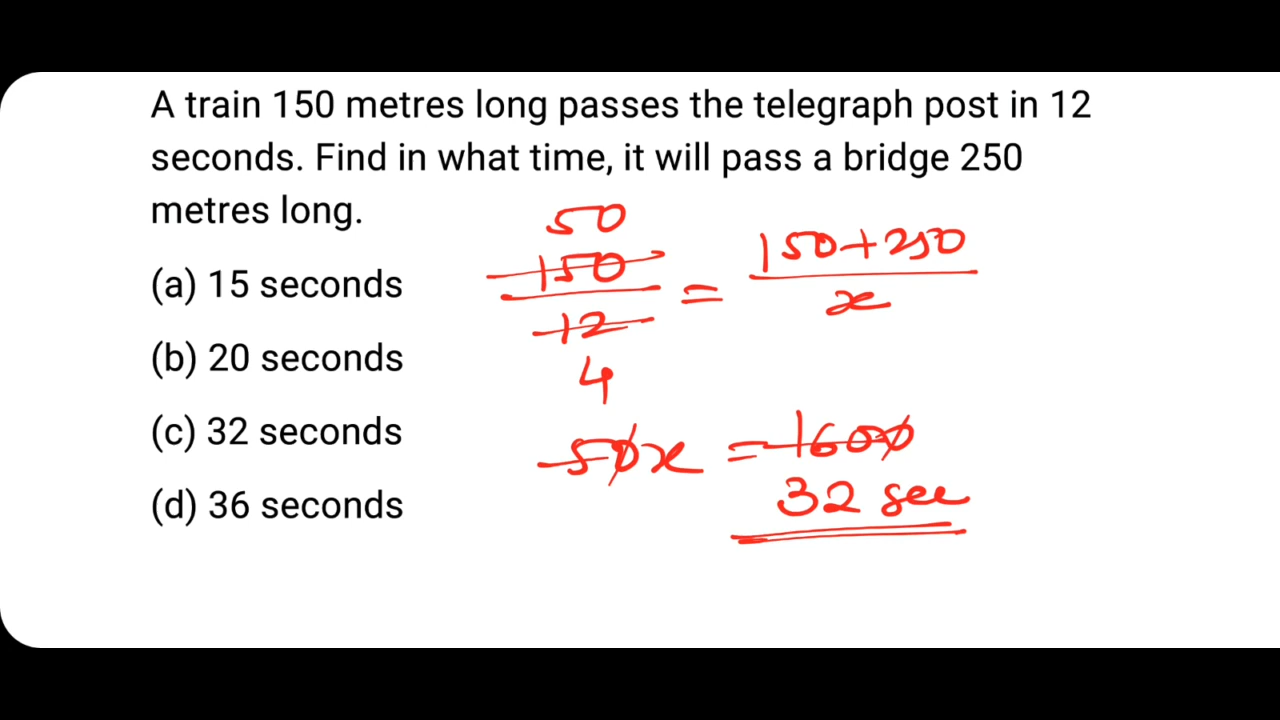 A train 150 metres long passes the telegraph post in 12
seconds. Find in what time, it will pass a bridge 250
metres long.
50
150 = 150+250
12 x
4
(a) 15 seconds
(b) 20 seconds
(c) 32 seconds
(d) 36 seconds
50x = 1600
32 sec